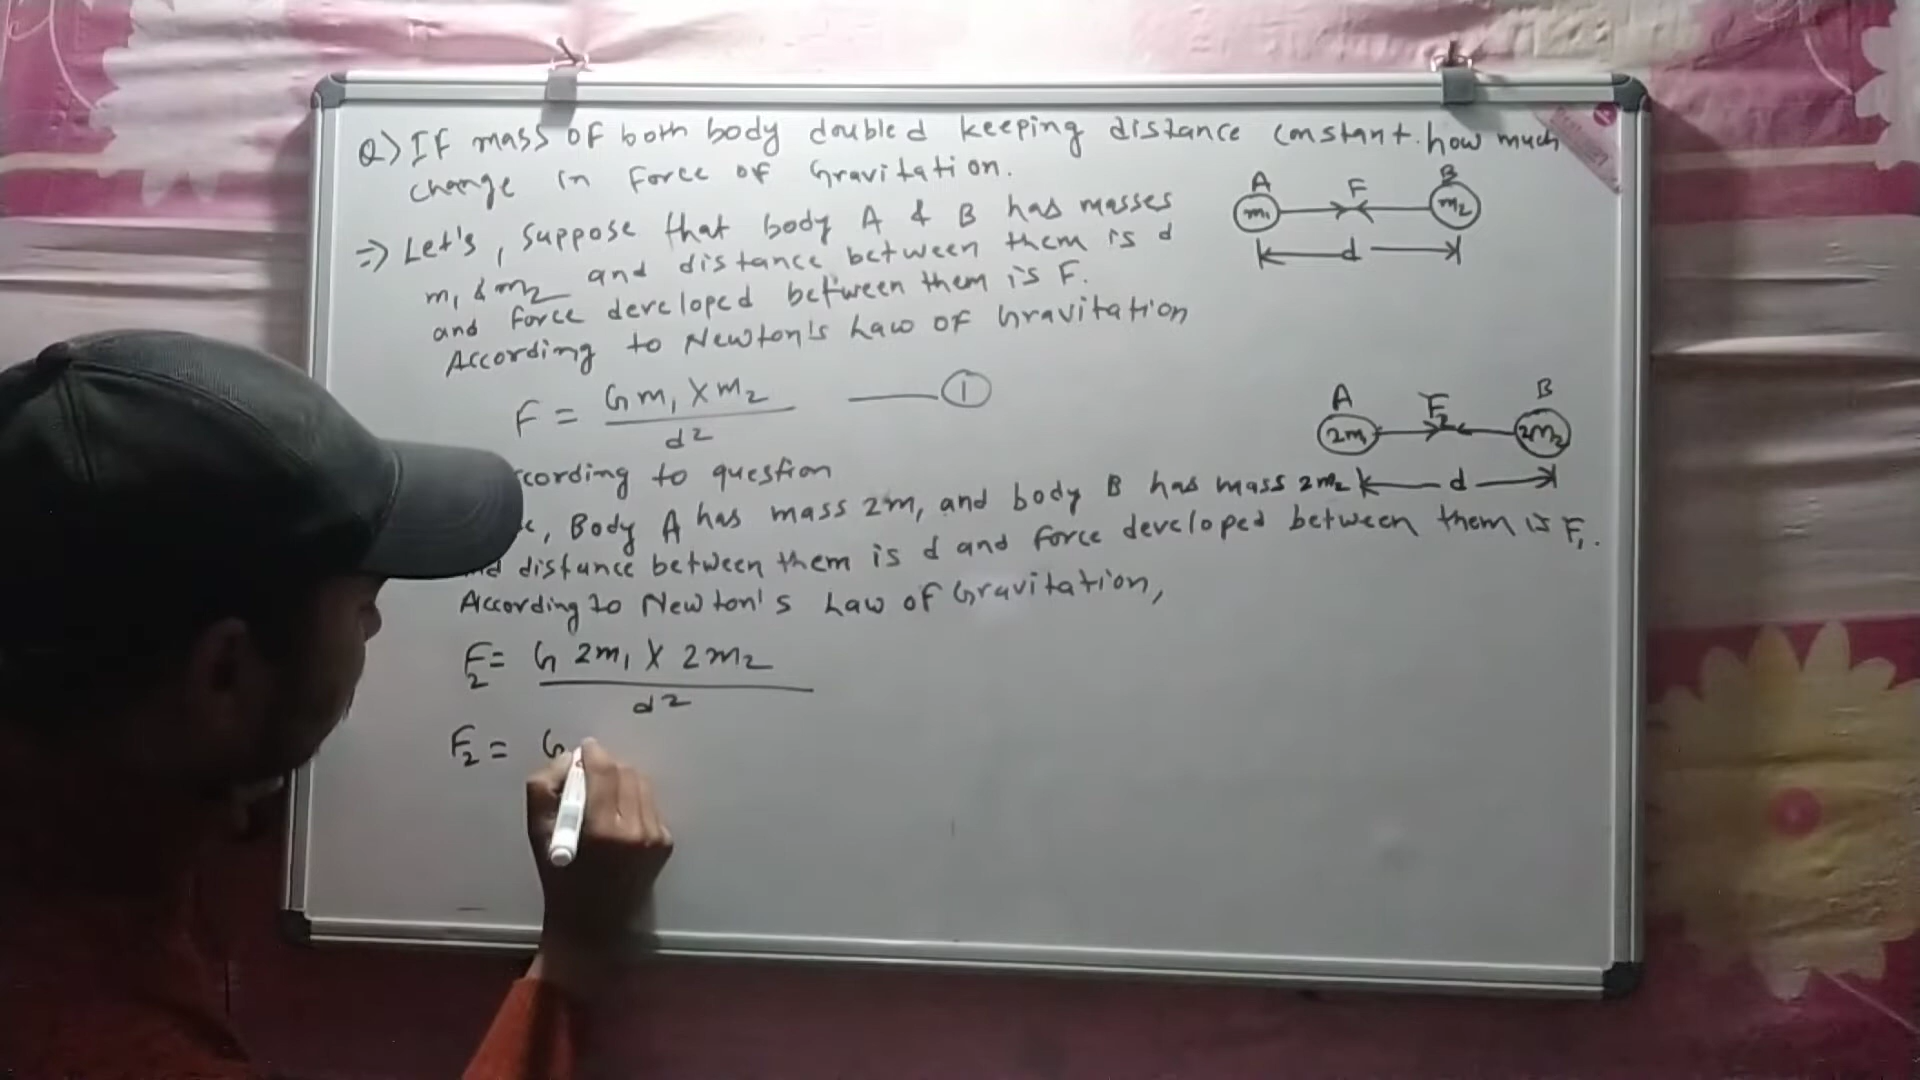 Q) If mass of both body doubled keeping distance constant. how much
change in force of Gravitation.
⇒ Let's, suppose that body A & B has masses
m₁ & m₂ and distance between them is d
and force developed between them is F.
According to Newton's Law of Gravitation
F = G m₁ X m₂ / d² —— ①
A F B
m₁ m₂
d
cording to question
, Body A has mass 2m, and body B has mass 2m₂
distance between them is d and force developed between them is F₁.
According to Newton's Law of Gravitation,
A F₂ B
2m₁ 2m₂
d
F₂ = G 2m₁ X 2m₂ / d²
F₂ = G